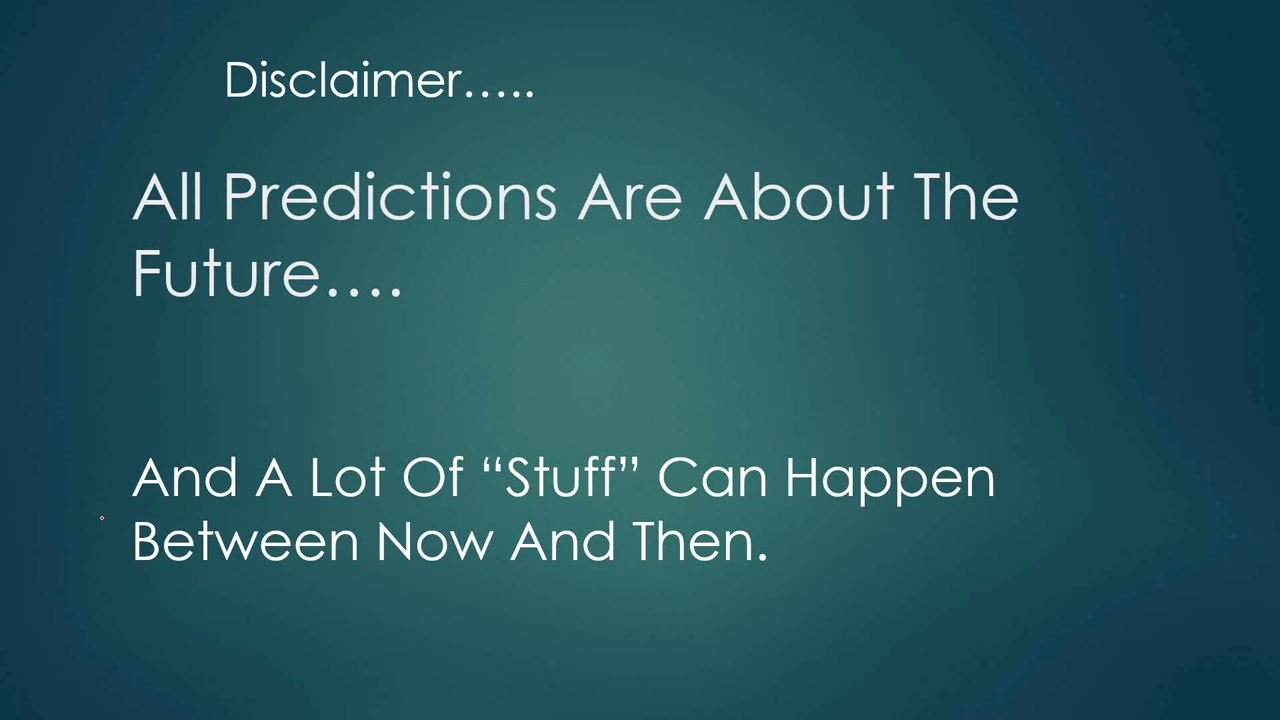 Disclaimer.....
All Predictions Are About The
Future....
And A Lot Of “Stuff” Can Happen
Between Now And Then.